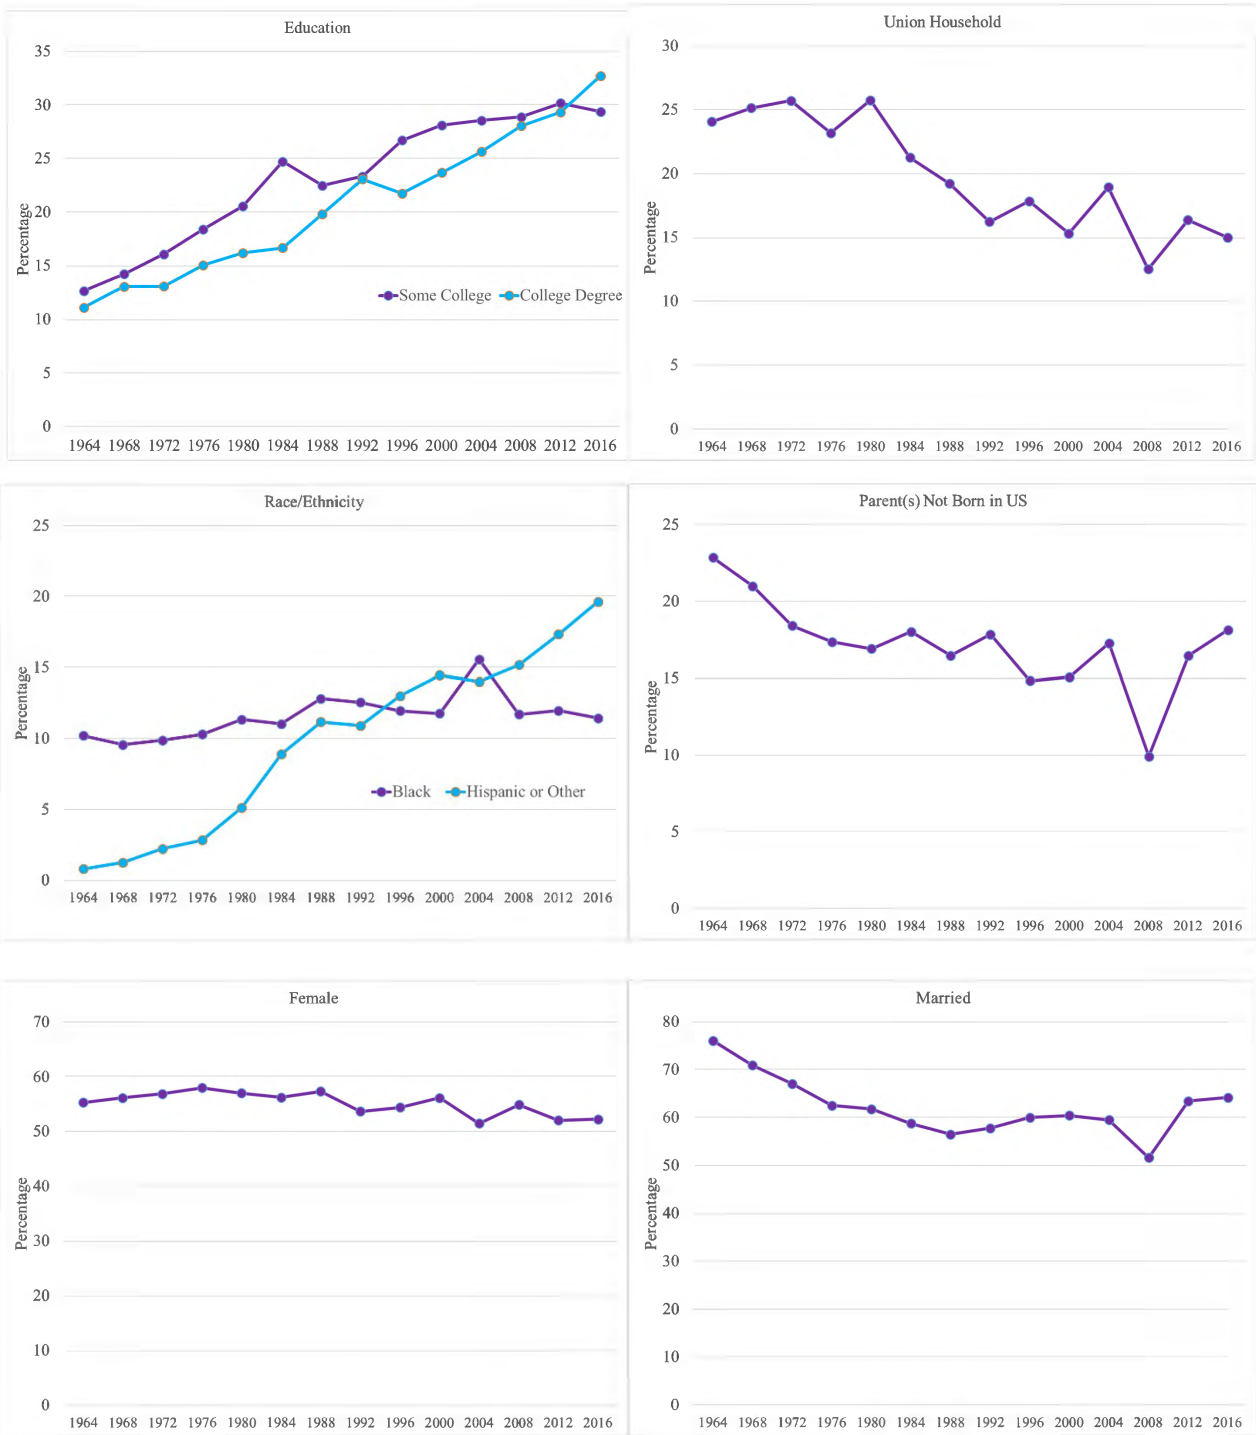 Education
35
30
25
20
15
10
5
0
Percentage
Some College College Degree
1964 1968 1972 1976 1980 1984 1988 1992 1996 2000 2004 2008 2012 2016
Union Household
30
25
20
15
10
5
0
Percentage
1964 1968 1972 1976 1980 1984 1988 1992 1996 2000 2004 2008 2012 2016
Race/Ethnicity
25
20
15
10
5
0
Percentage
Black Hispanic or Other
1964 1968 1972 1976 1980 1984 1988 1992 1996 2000 2004 2008 2012 2016
Parent(s) Not Born in US
25
20
15
10
5
0
Percentage
1964 1968 1972 1976 1980 1984 1988 1992 1996 2000 2004 2008 2012 2016
Female
70
60
50
40
30
20
10
0
Percentage
1964 1968 1972 1976 1980 1984 1988 1992 1996 2000 2004 2008 2012 2016
Married
80
70
60
50
40
30
20
10
0
Percentage
1964 1968 1972 1976 1980 1984 1988 1992 1996 2000 2004 2008 2012 2016